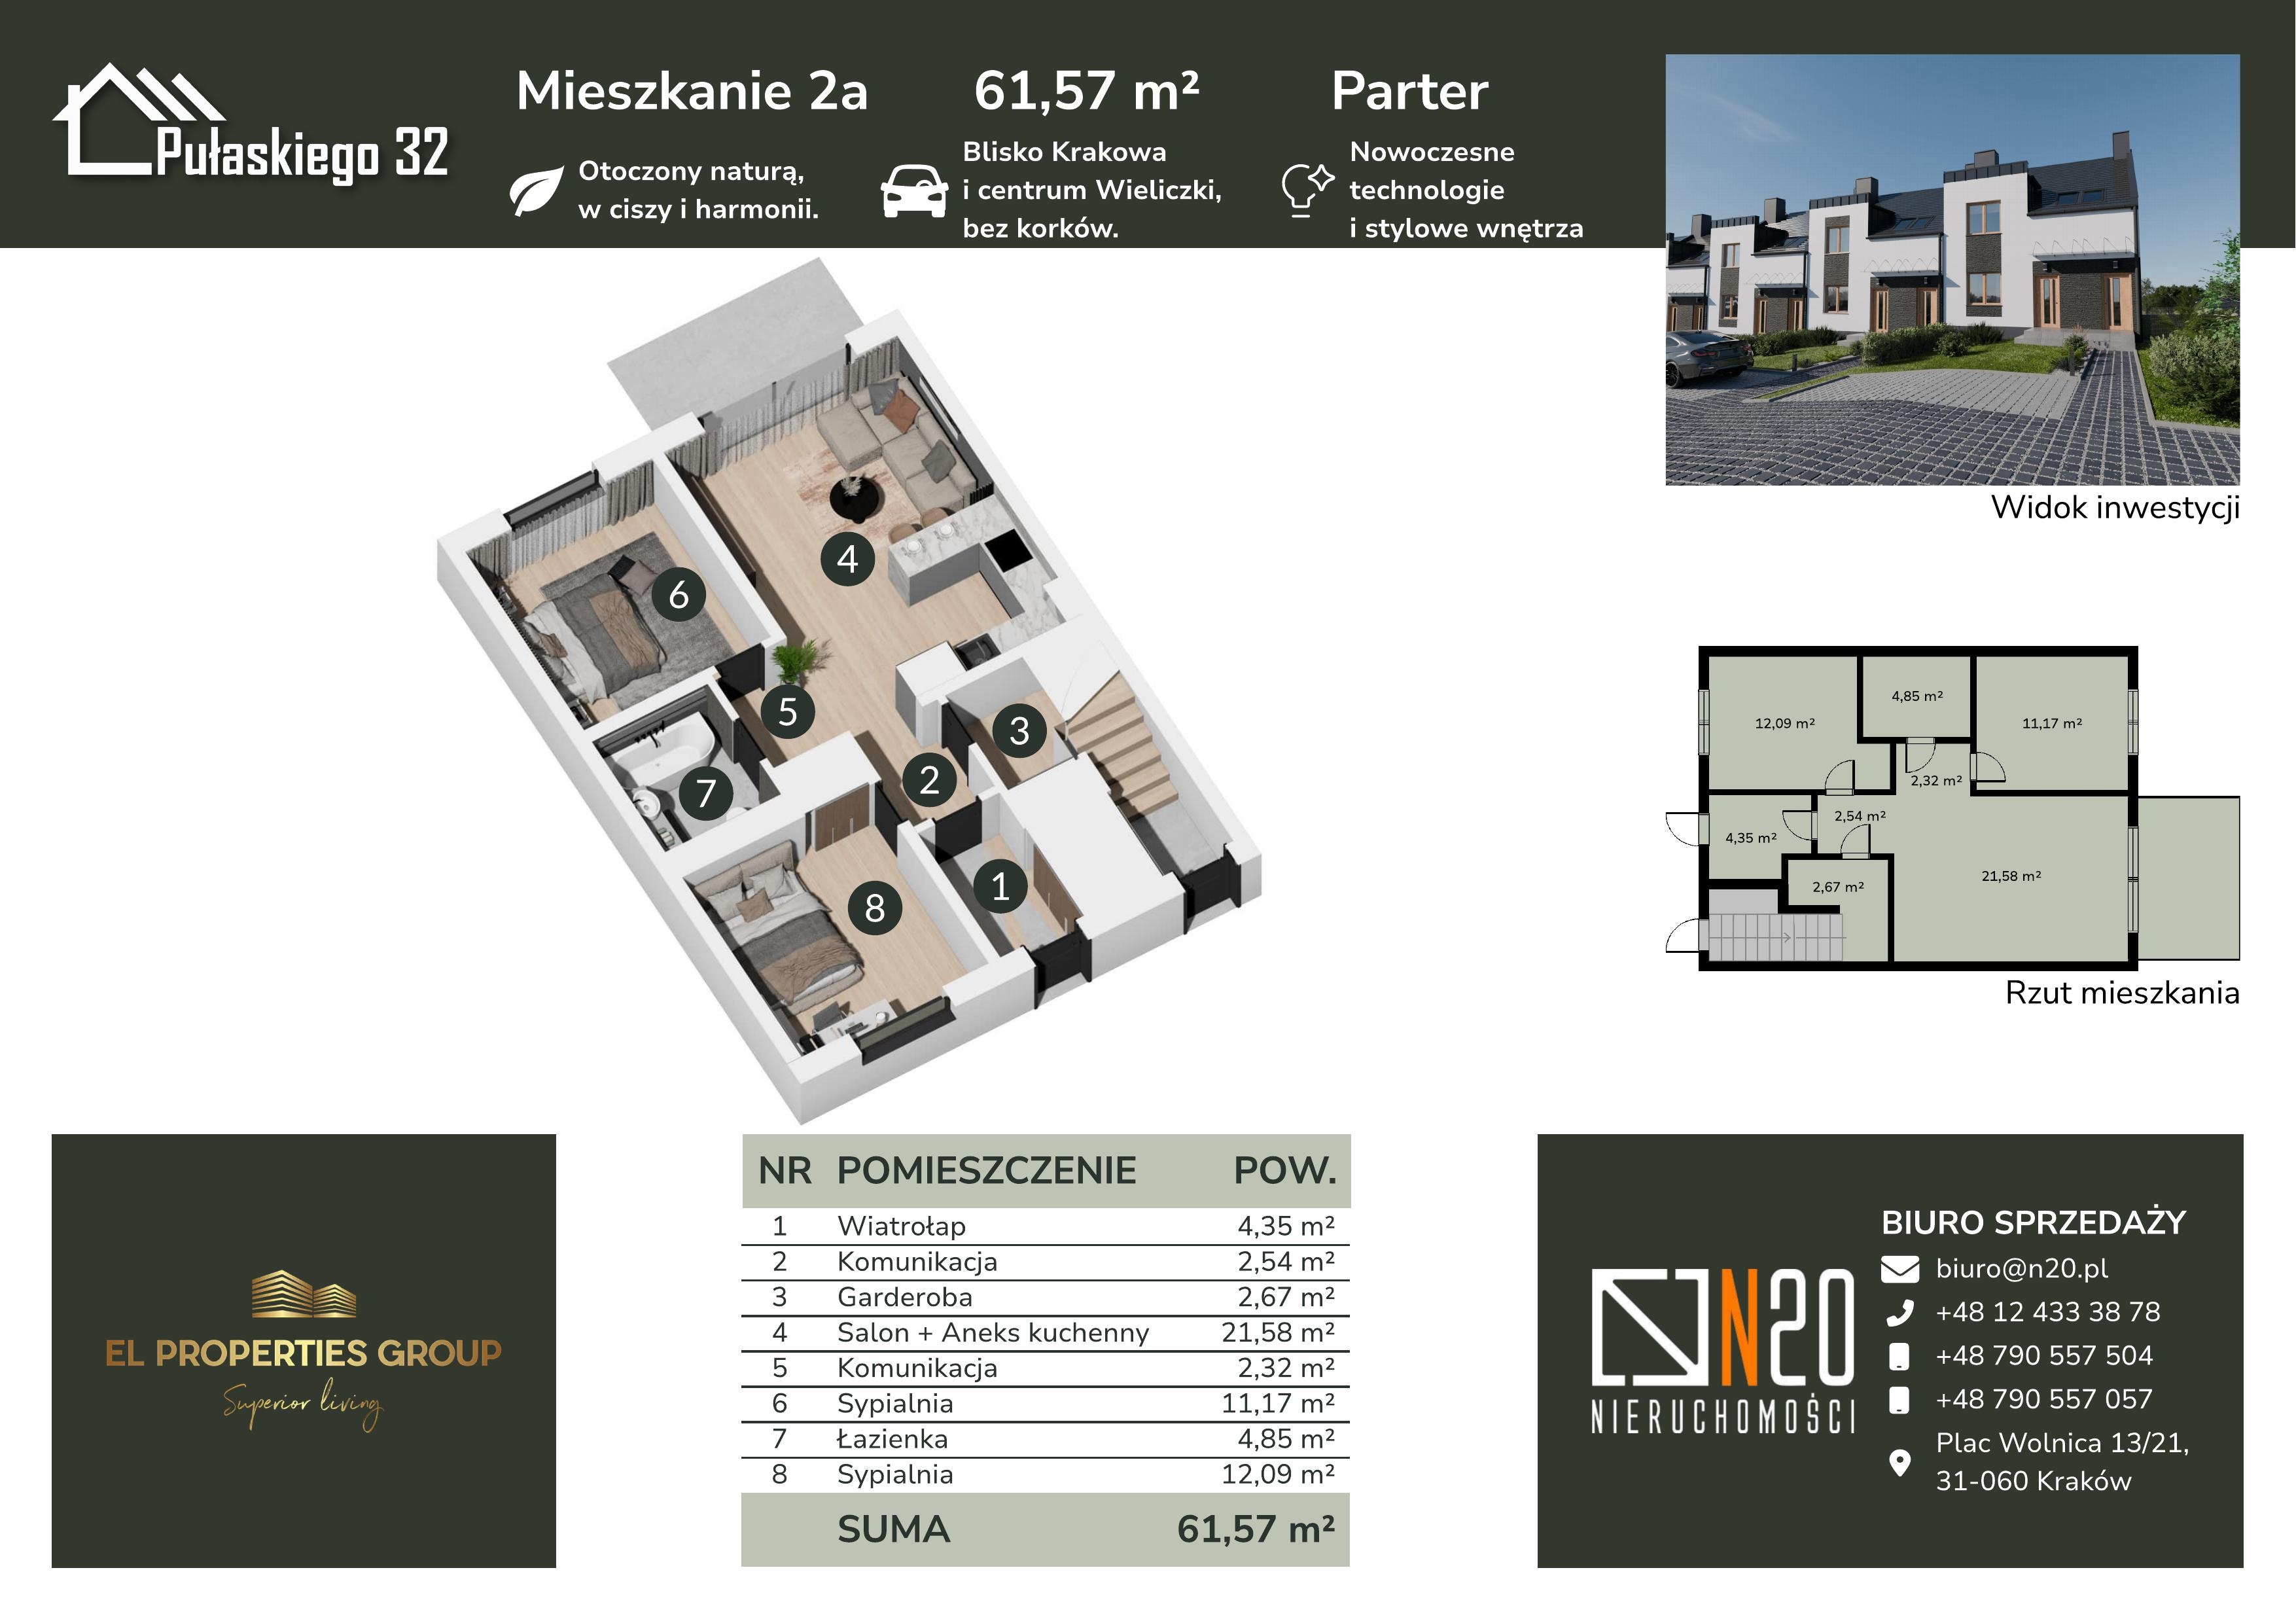 Pułaskiego 32
Mieszkanie 2a
61,57 m²
Parter
Otoczony naturą,
w ciszy i harmonii.
Blisko Krakowa
i centrum Wieliczki,
bez korków.
Nowoczesne
technologie
i stylowe wnętrza
Widok inwestycji
4
6
5
3
2
7
1
8
12,09 m²
4,85 m²
11,17 m²
2,32 m²
2,54 m²
4,35 m²
2,67 m²
21,58 m²
Rzut mieszkania
EL PROPERTIES GROUP
Superior living
NR POMIESZCZENIE POW.
1 Wiatrołap 4,35 m²
2 Komunikacja 2,54 m²
3 Garderoba 2,67 m²
4 Salon + Aneks kuchenny 21,58 m²
5 Komunikacja 2,32 m²
6 Sypialnia 11,17 m²
7 Łazienka 4,85 m²
8 Sypialnia 12,09 m²
SUMA 61,57 m²
N20
NIERUCHOMOŚCI
BIURO SPRZEDAŻY
biuro@n20.pl
+48 12 433 38 78
+48 790 557 504
+48 790 557 057
Plac Wolnica 13/21,
31-060 Kraków